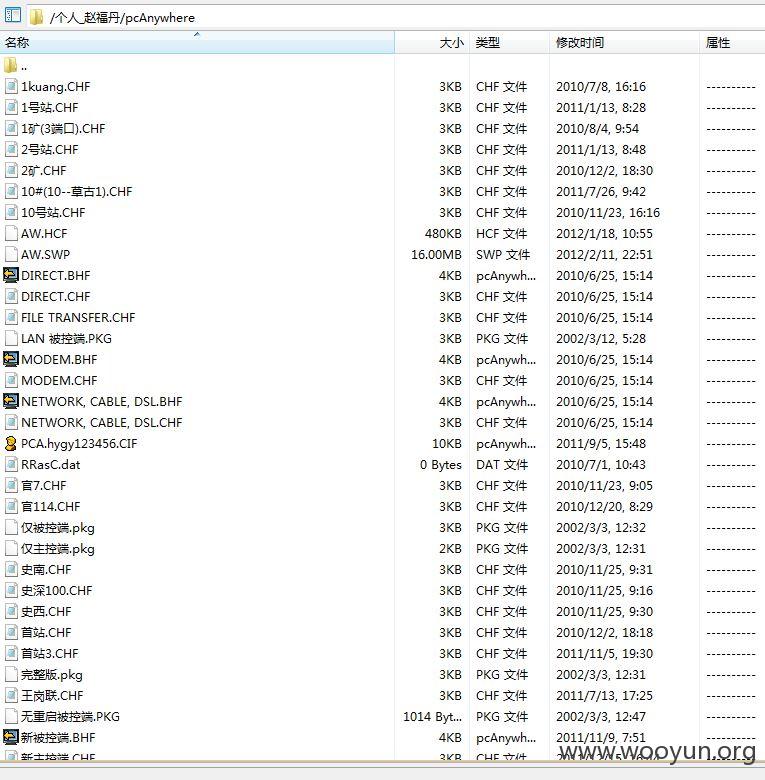 /个人_赵福丹/pcAnywhere
名称 大小 类型 修改时间 属性
..
1kuang.CHF 3KB CHF 文件 2010/7/8, 16:16 ----------
1号站.CHF 3KB CHF 文件 2011/1/13, 8:28 ----------
1矿(3端口).CHF 3KB CHF 文件 2010/8/4, 9:54 ----------
2号站.CHF 3KB CHF 文件 2011/1/13, 8:48 ----------
2矿.CHF 3KB CHF 文件 2010/12/2, 18:30 ----------
10#(10--草古1).CHF 3KB CHF 文件 2011/7/26, 9:42 ----------
10号站.CHF 3KB CHF 文件 2010/11/23, 16:16 ----------
AW.HCF 480KB HCF 文件 2012/1/18, 10:55 ----------
AW.SWP 16.00MB SWP 文件 2012/2/11, 22:51 ----------
DIRECT.BHF 4KB pcAnywh... 2010/6/25, 15:14 ----------
DIRECT.CHF 3KB CHF 文件 2010/6/25, 15:14 ----------
FILE TRANSFER.CHF 3KB CHF 文件 2010/6/25, 15:14 ----------
LAN 被控端.PKG 3KB PKG 文件 2002/3/12, 5:28 ----------
MODEM.BHF 4KB pcAnywh... 2010/6/25, 15:14 ----------
MODEM.CHF 3KB CHF 文件 2010/6/25, 15:14 ----------
NETWORK, CABLE, DSL.BHF 4KB pcAnywh... 2010/6/25, 15:14 ----------
NETWORK, CABLE, DSL.CHF 3KB CHF 文件 2010/6/25, 15:14 ----------
PCA.hygy123456.CIF 10KB pcAnywh... 2011/9/5, 15:48 ----------
RRasC.dat 0 Bytes DAT 文件 2010/7/1, 10:43 ----------
官7.CHF 3KB CHF 文件 2010/11/23, 9:05 ----------
官114.CHF 3KB CHF 文件 2010/12/20, 8:29 ----------
仅被控端.pkg 3KB PKG 文件 2002/3/3, 12:32 ----------
仅主控端.pkg 2KB PKG 文件 2002/3/3, 12:31 ----------
史南.CHF 3KB CHF 文件 2010/11/25, 9:31 ----------
史深100.CHF 3KB CHF 文件 2010/11/25, 9:16 ----------
史西.CHF 3KB CHF 文件 2010/11/25, 9:30 ----------
首站.CHF 3KB CHF 文件 2010/12/2, 18:18 ----------
首站3.CHF 3KB CHF 文件 2011/11/5, 19:30 ----------
完整版.pkg 3KB PKG 文件 2002/3/3, 12:31 ----------
王岗联.CHF 3KB CHF 文件 2011/7/13, 17:25 ----------
无重启被控端.PKG 1014 Byt... PKG 文件 2002/3/3, 12:47 ----------
新被控端.BHF 4KB pcAnywh... 2011/11/9, 7:51 ----------
新主控端.CHF 3KB CHF 文件
www.wooyun.org